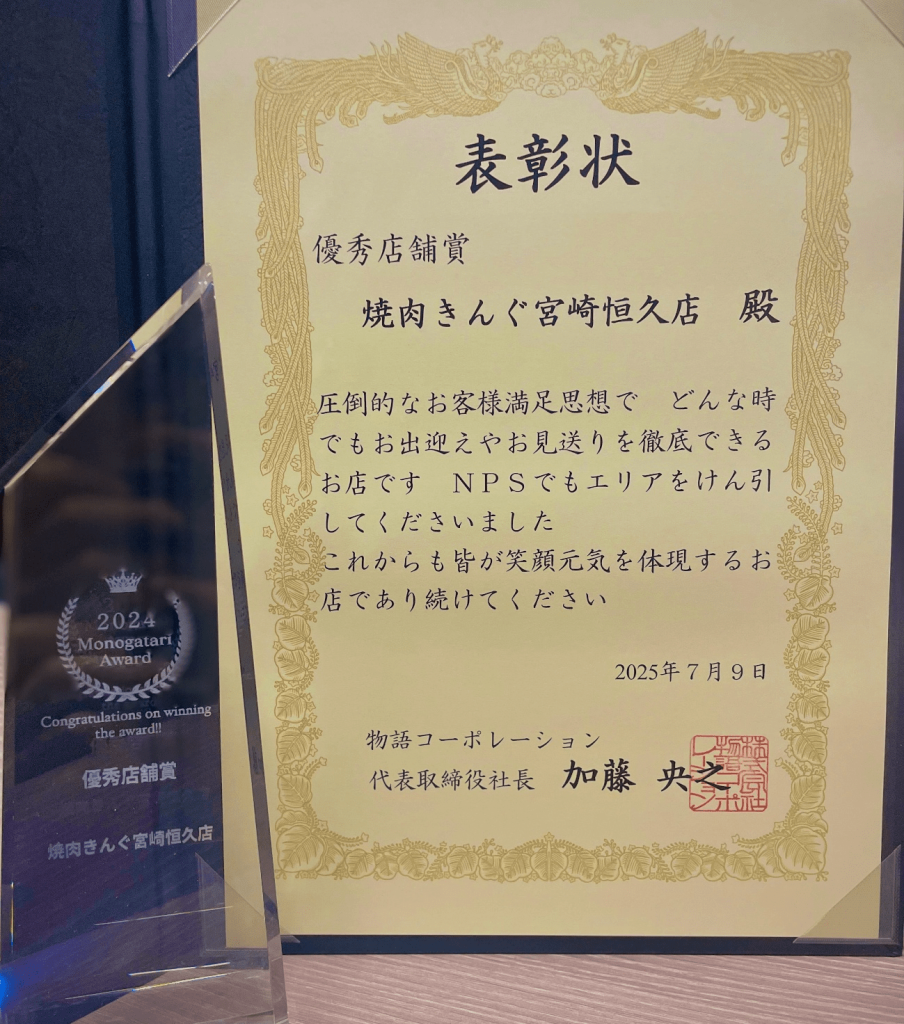 表彰状
優秀店舗賞
焼肉きんぐ宮崎恒久店　殿
圧倒的なお客様満足思想で　どんな時
でもお出迎えやお見送りを徹底できる
お店です　ＮＰＳでもエリアをけん引
してくださいました
これからも皆が笑顔元気を体現するお
店であり続けてください
2025年７月９日
物語コーポレーション
代表取締役社長　加藤　央之
2024
Monogatari
Award
Congratulations on winning
the award!!
優秀店舗賞
焼肉きんぐ宮崎恒久店